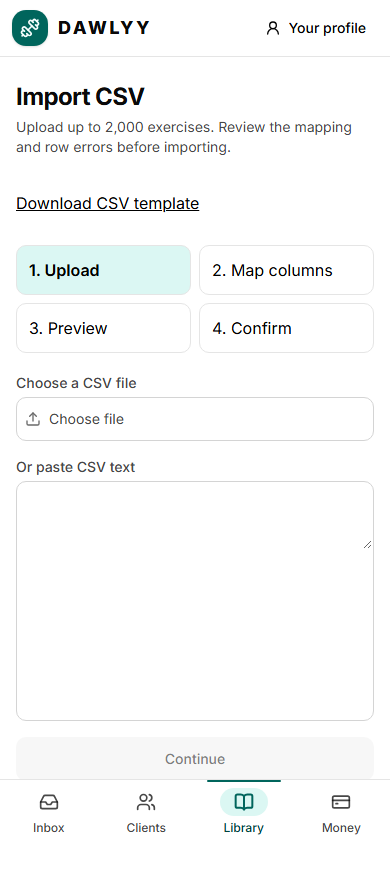 DAWLYY
Your profile
Import CSV
Upload up to 2,000 exercises. Review the mapping
and row errors before importing.
Download CSV template
1. Upload
2. Map columns
3. Preview
4. Confirm
Choose a CSV file
Choose file
Or paste CSV text
Continue
Inbox
Clients
Library
Money